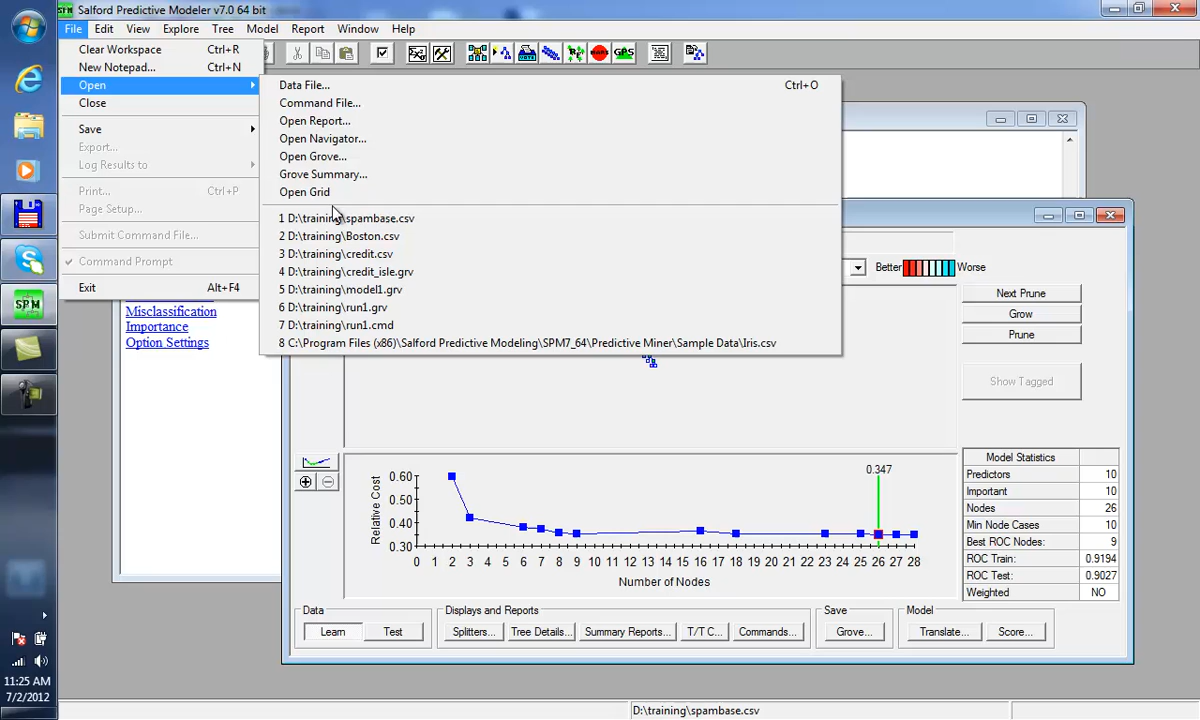 Salford Predictive Modeler v7.0 64 bit
File Edit View Explore Tree Model Report Window Help
Clear Workspace Ctrl+R
New Notepad... Ctrl+N
Open
Close
Save
Export...
Log Results to
Print... Ctrl+P
Page Setup...
Submit Command File...
Command Prompt
Exit Alt+F4
Data File... Ctrl+O
Command File...
Open Report...
Open Navigator...
Open Grove...
Grove Summary...
Open Grid
1 D:\training\spambase.csv
2 D:\training\Boston.csv
3 D:\training\credit.csv
4 D:\training\credit_isle.grv
5 D:\training\model1.grv
6 D:\training\run1.grv
7 D:\training\run1.cmd
8 C:\Program Files (x86)\Salford Predictive Modeling\SPM7_64\Predictive Miner\Sample Data\Iris.csv
Misclassification
Importance
Option Settings
Better Worse
Next Prune
Grow
Prune
Show Tagged
0.347
Relative Cost
0.60
0.50
0.40
0.30
0 1 2 3 4 5 6 7 8 9 10 11 12 13 14 15 16 17 18 19 20 21 22 23 24 25 26 27 28
Number of Nodes
Model Statistics
Predictors 10
Important 10
Nodes 26
Min Node Cases 10
Best ROC Nodes: 9
ROC Train: 0.9194
ROC Test: 0.9027
Weighted NO
Data
Learn Test
Displays and Reports
Splitters... Tree Details... Summary Reports... T/T C... Commands...
Save
Grove...
Model
Translate... Score...
SPM
11:25 AM
7/2/2012
D:\training\spambase.csv